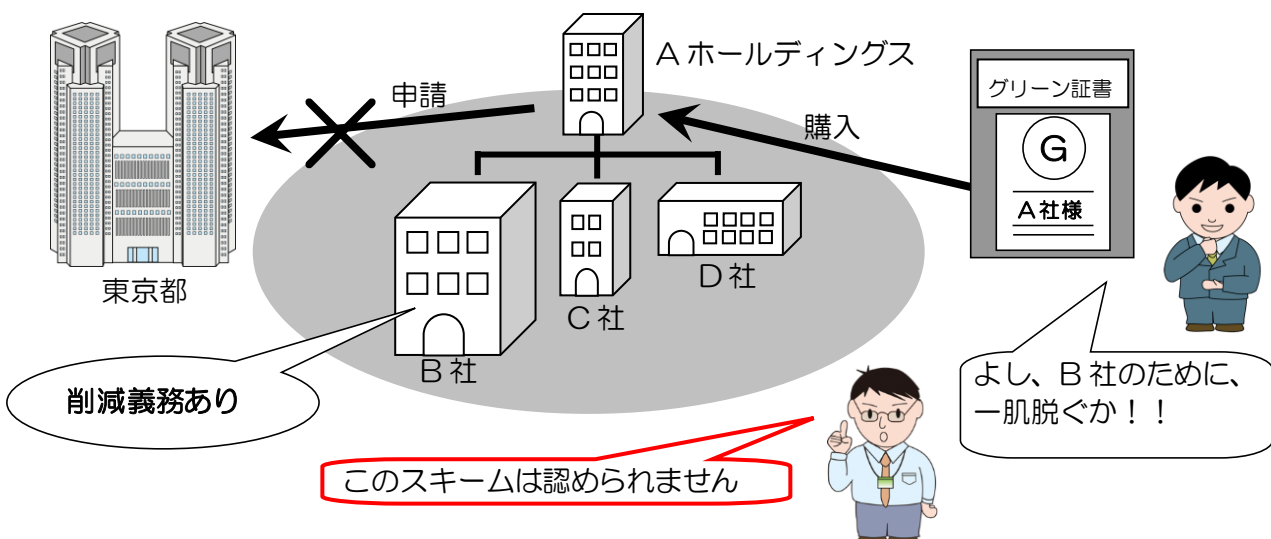 Aホールディングス
申請
購入
グリーン証書
G
A社様
東京都
B社
C社
D社
削減義務あり
よし、B社のために、
一肌脱ぐか！！
このスキームは認められません